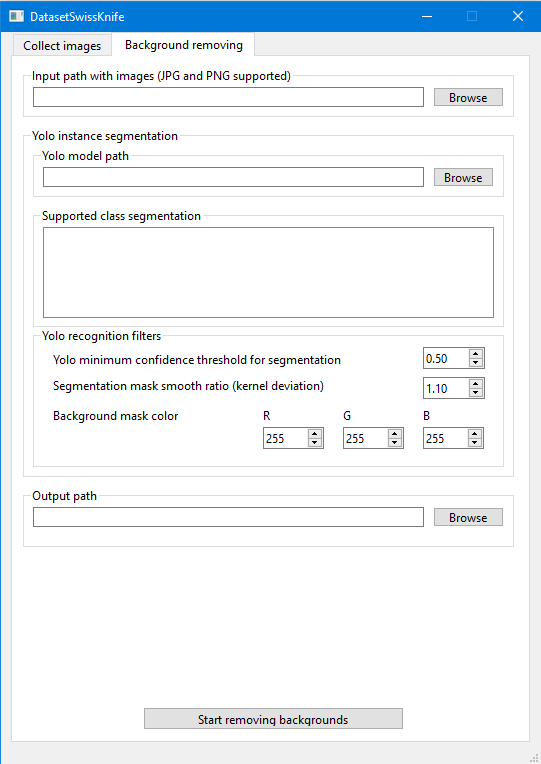 DatasetSwissKnife
Collect images Background removing
Input path with images (JPG and PNG supported)
Browse
Yolo instance segmentation
Yolo model path
Browse
Supported class segmentation
Yolo recognition filters
Yolo minimum confidence threshold for segmentation 0.50
Segmentation mask smooth ratio (kernel deviation) 1.10
Background mask color R G B
255 255 255
Output path
Browse
Start removing backgrounds